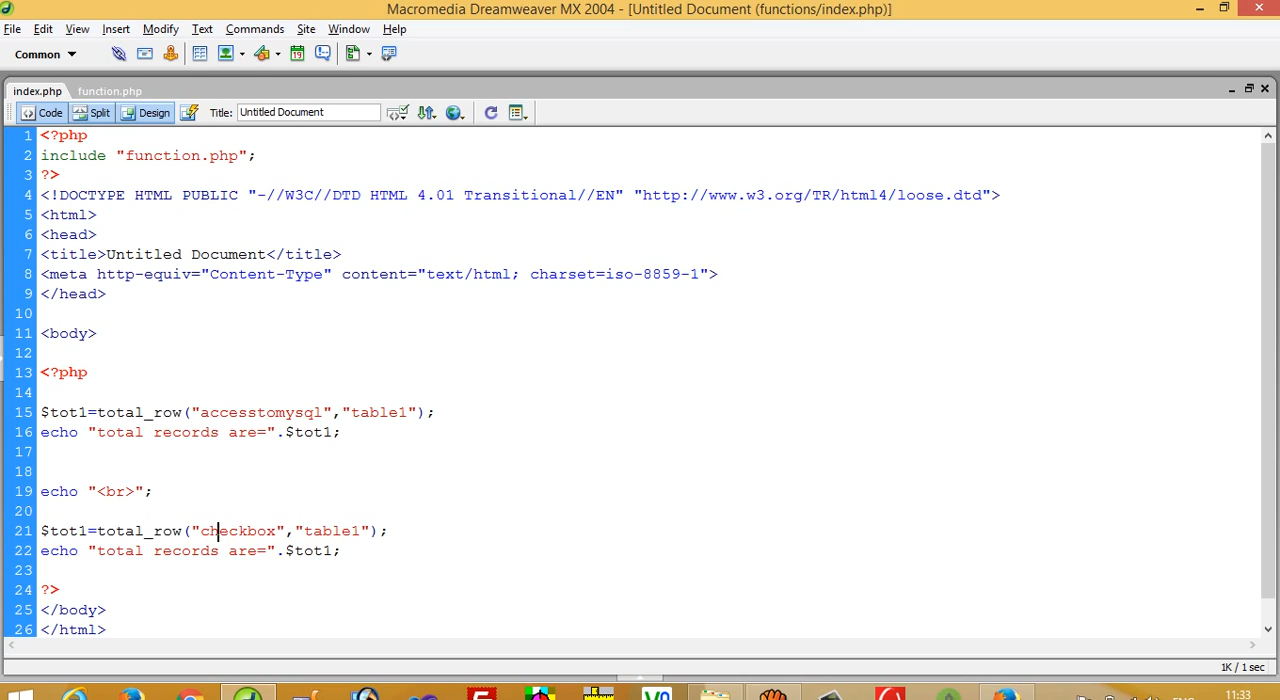 Macromedia Dreamweaver MX 2004 - [Untitled Document (functions/index.php)]
File Edit View Insert Modify Text Commands Site Window Help
Common
index.php function.php
Code Split Design Title: Untitled Document
1 <?php
2 include "function.php";
3 ?>
4 <!DOCTYPE HTML PUBLIC "-//W3C//DTD HTML 4.01 Transitional//EN" "http://www.w3.org/TR/html4/loose.dtd">
5 <html>
6 <head>
7 <title>Untitled Document</title>
8 <meta http-equiv="Content-Type" content="text/html; charset=iso-8859-1">
9 </head>
10
11 <body>
12
13 <?php
14
15 $tot1=total_row("accesstomysql","table1");
16 echo "total records are=".$tot1;
17
18
19 echo "<br>";
20
21 $tot1=total_row("checkbox","table1");
22 echo "total records are=".$tot1;
23
24 ?>
25 </body>
26 </html>
1K / 1 sec
11:33